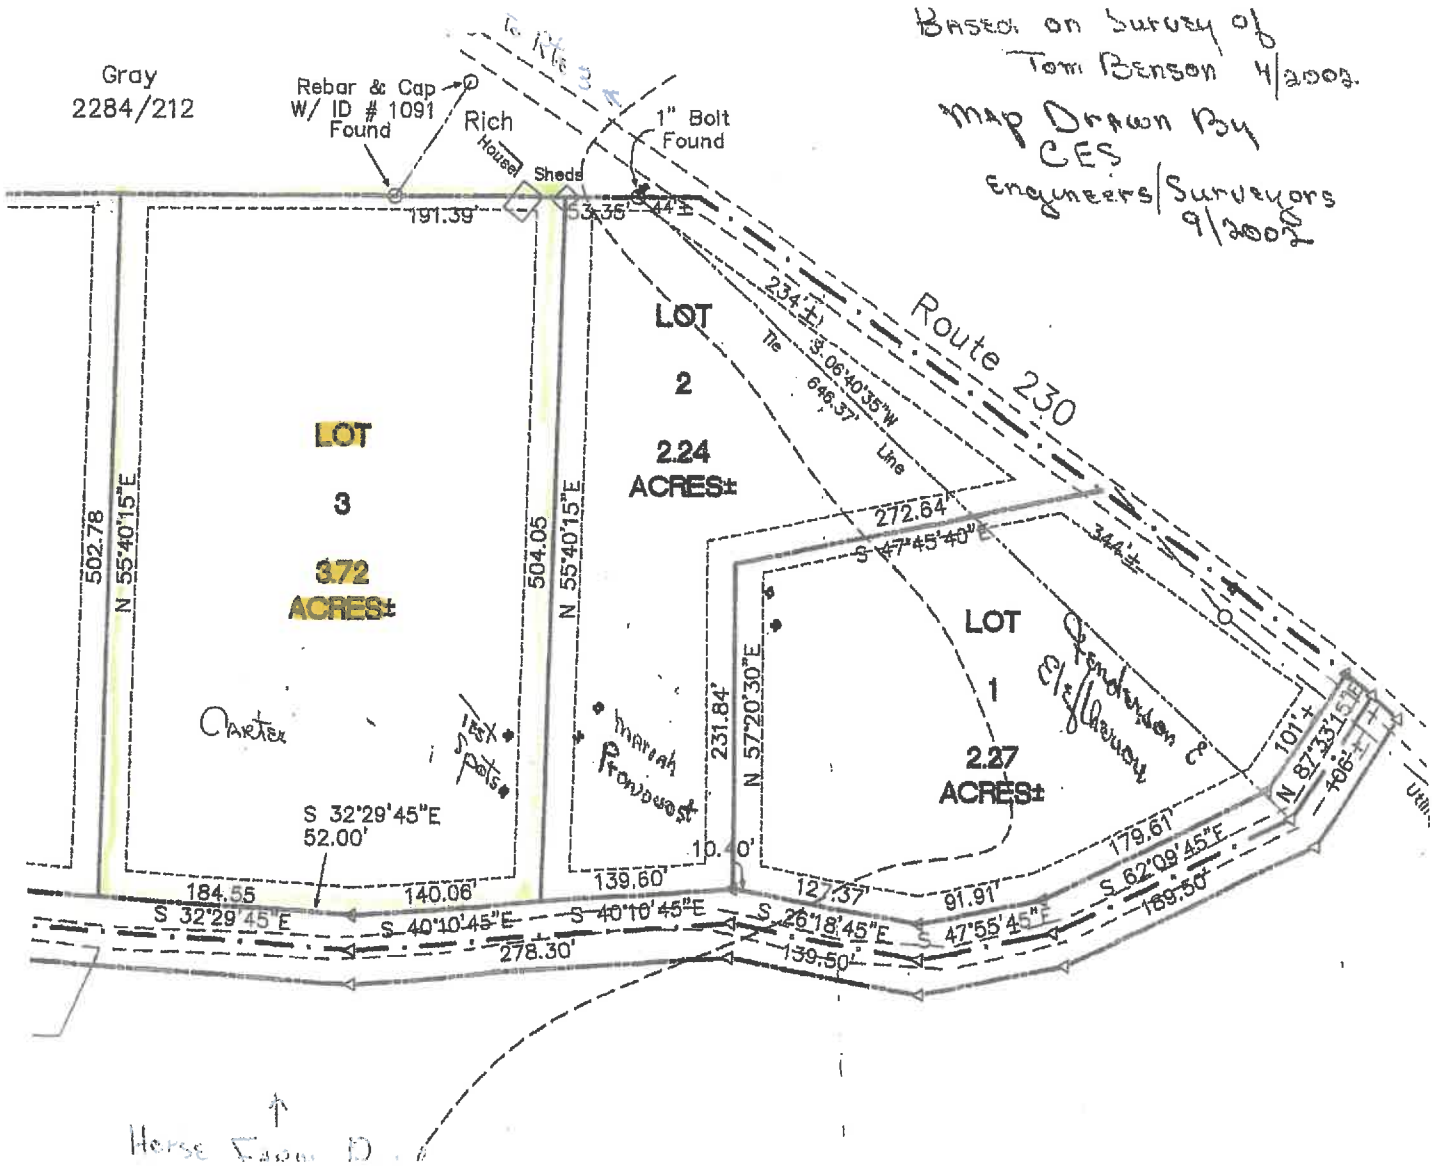 Based on Survey of
Tom Benson 4/2002.
Map Drawn By
CES
Engineers/Surveyors
9/2002
To Rte 3
Gray
2284/212
Rebar & Cap
W/ ID # 1091
Found
Rich
House
Sheds
1" Bolt
Found
191.39'
53.35'
44'±
Route 230
234'±
Tie
Line
S 06°40'35"W
646.37'
LOT
2
2.24
ACRES±
LOT
3
3.72
ACRES±
502.78
N 55°40'15"E
504.05
N 55°40'15"E
272.64'
S 47°45'40" E
344'±
LOT
1
2.27
ACRES±
231.84'
N 57°20'30"E
Carter
Test
Spots
Mariah
Pronovost
S 32°29'45"E
52.00'
101'±
N 87°33'15"E
106'±
10.40'
179.61'
S 62°09'45"E
189.50'
184.55
140.06'
139.60'
127.37'
91.91'
S 32°29'45"E
S 40°10'45"E
S 40°10'45"E
S 26°18'45"E
S 47°55'45"E
278.30'
139.50'
Horse Farm